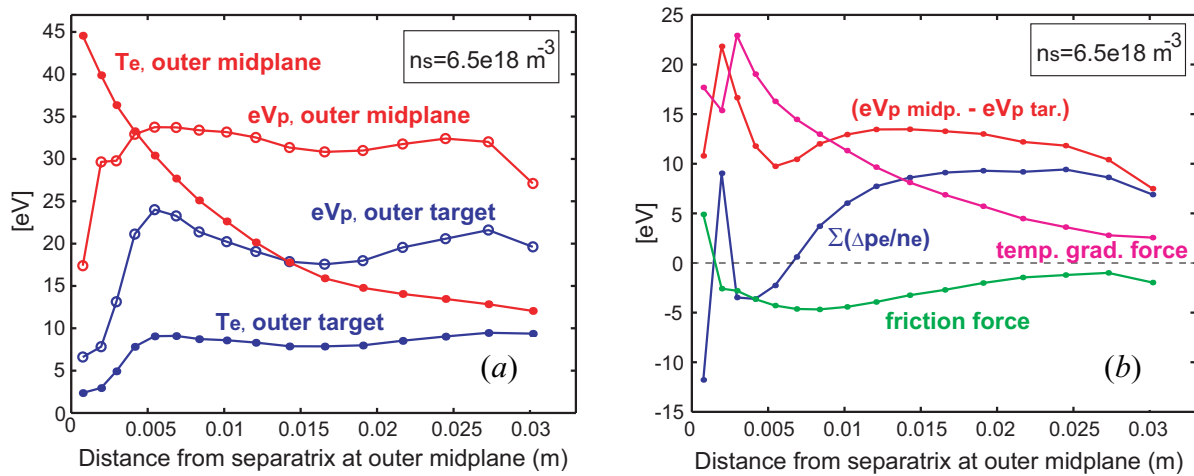 45
40
35
30
25
20
15
10
5
0
[eV]
ns=6.5e18 m-3
Te, outer midplane
eVp, outer midplane
eVp, outer target
Te, outer target
(a)
0 0.005 0.01 0.015 0.02 0.025 0.03
Distance from separatrix at outer midplane (m)
25
20
15
10
5
0
-5
-10
-15
[eV]
ns=6.5e18 m-3
(eVp midp. - eVp tar.)
Σ(Δpe/ne)
temp. grad. force
friction force
(b)
0 0.005 0.01 0.015 0.02 0.025 0.03
Distance from separatrix at outer midplane (m)